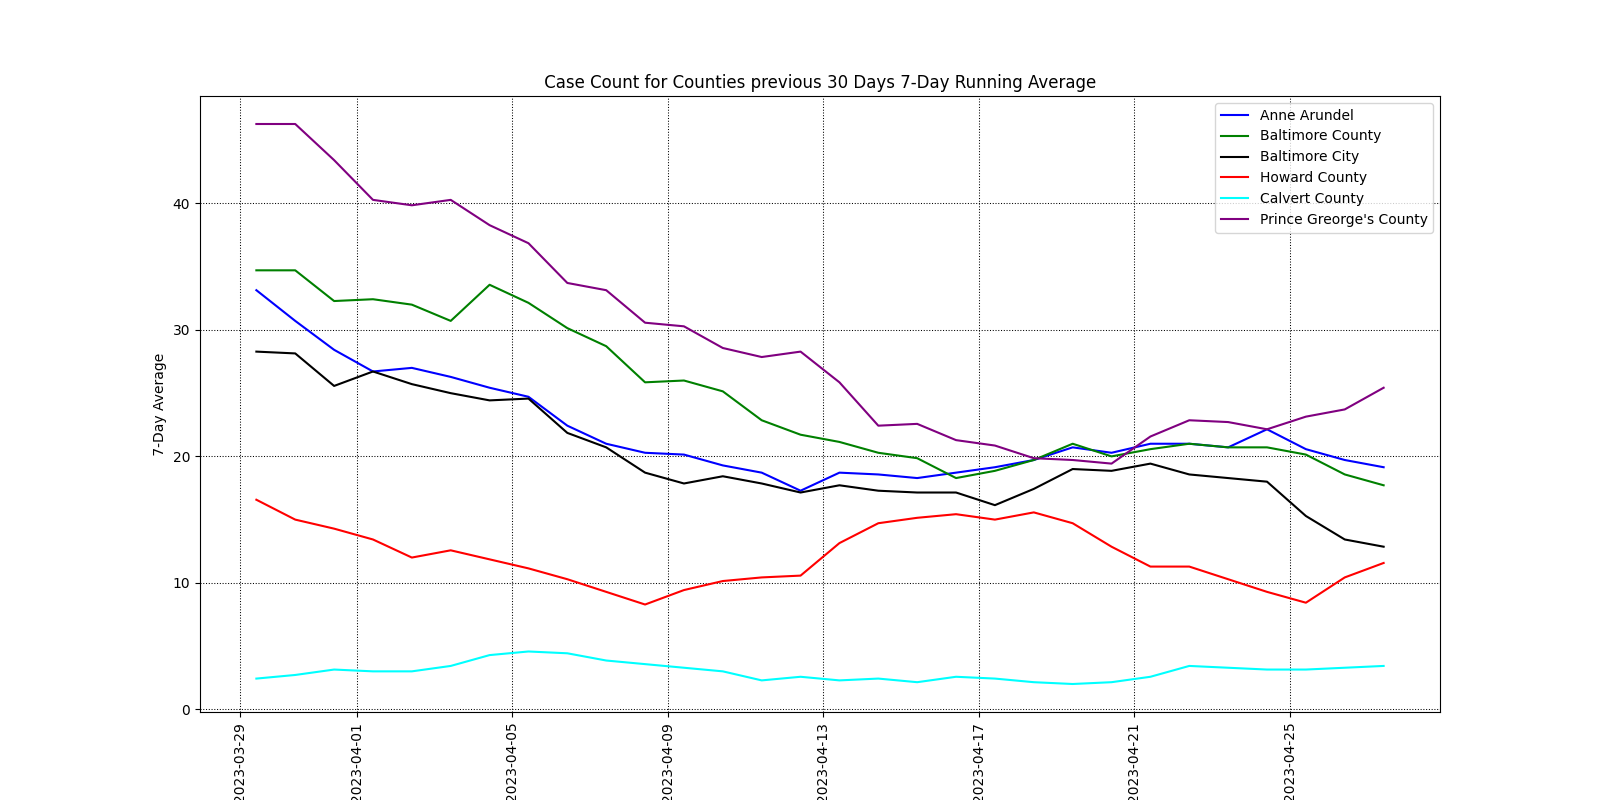 Case Count for Counties previous 30 Days 7-Day Running Average
Anne Arundel
Baltimore County
Baltimore City
Howard County
Calvert County
Prince Greorge's County
7-Day Average
40
30
20
10
0
2023-03-29
2023-04-01
2023-04-05
2023-04-09
2023-04-13
2023-04-17
2023-04-21
2023-04-25